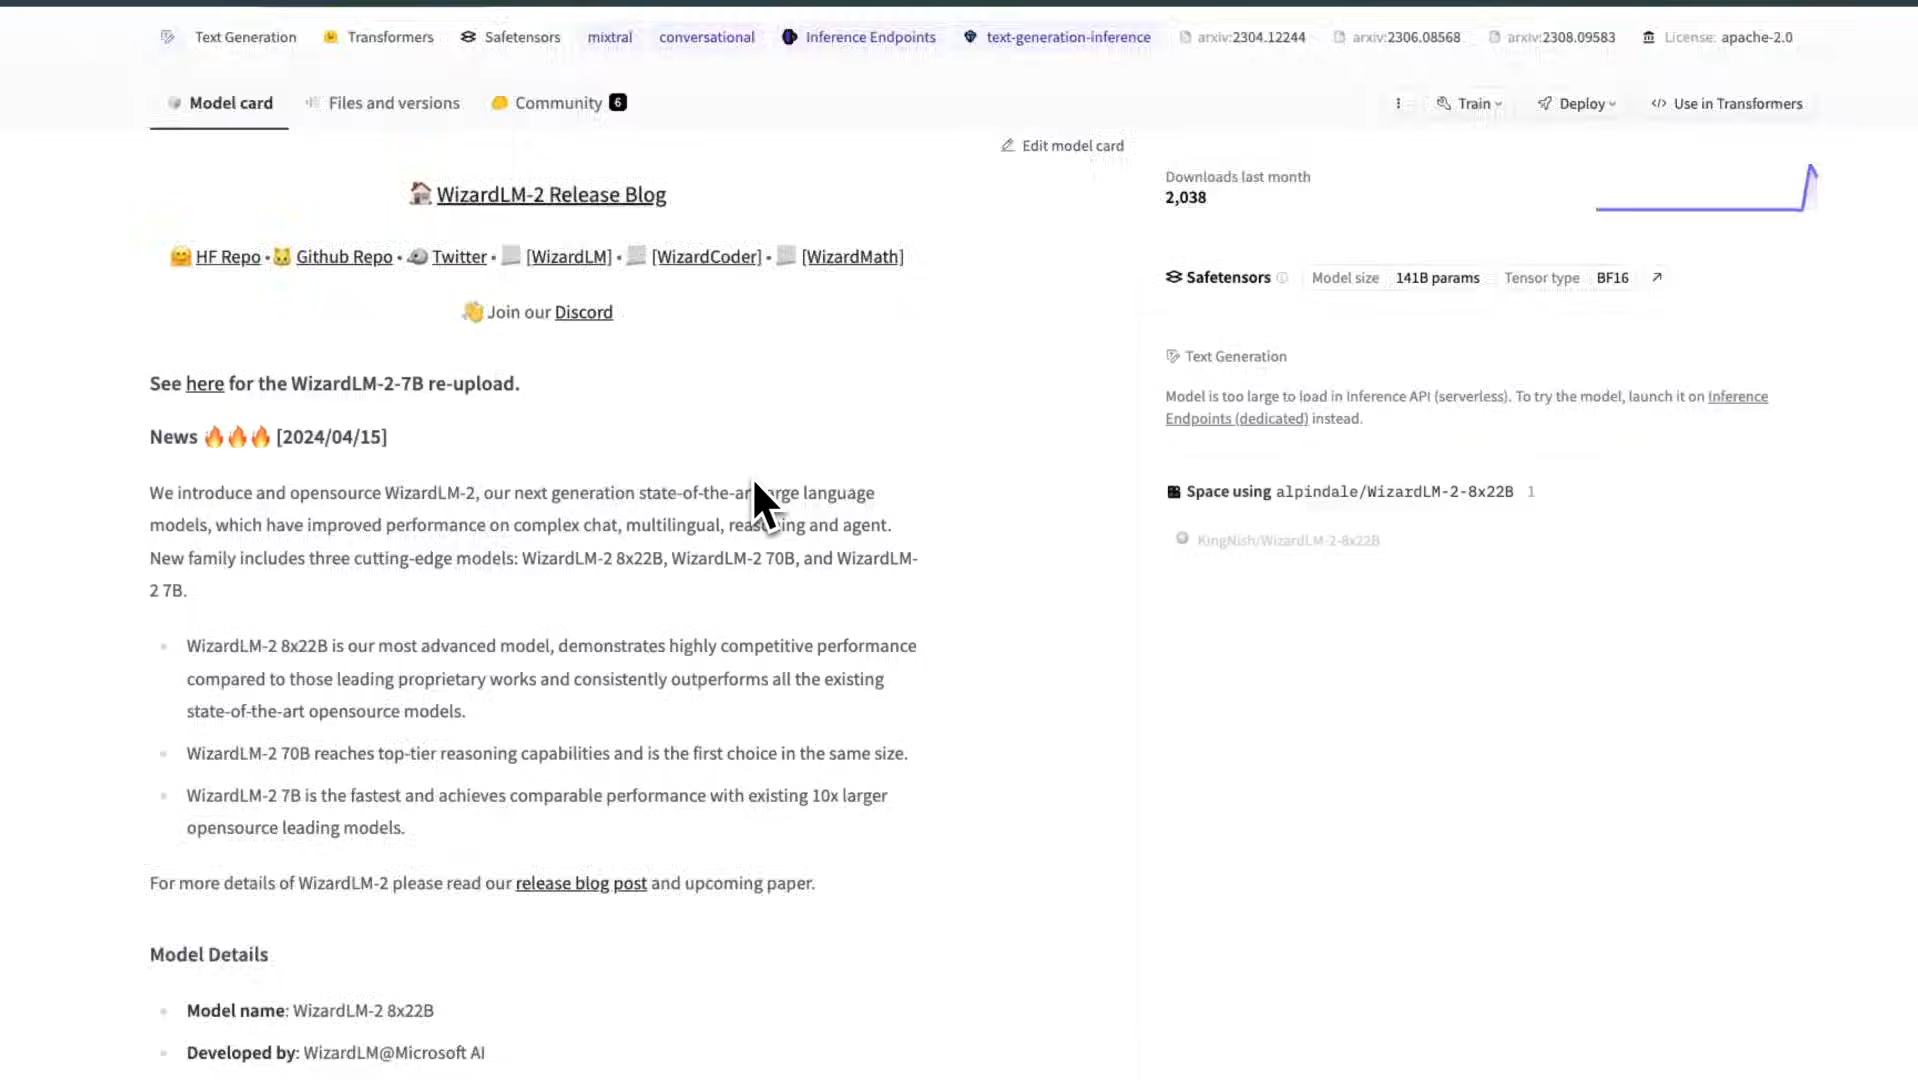 Text Generation Transformers Safetensors mixtral conversational Inference Endpoints text-generation-inference arxiv:2304.12244 arxiv:2306.08568 arxiv:2308.09583 License: apache-2.0
Model card Files and versions Community 6 Train Deploy Use in Transformers
Edit model card
WizardLM-2 Release Blog
HF Repo • Github Repo • Twitter • [WizardLM] • [WizardCoder] • [WizardMath]
Join our Discord
See here for the WizardLM-2-7B re-upload.
News 🔥🔥🔥 [2024/04/15]
We introduce and opensource WizardLM-2, our next generation state-of-the-art large language
models, which have improved performance on complex chat, multilingual, reasoning and agent.
New family includes three cutting-edge models: WizardLM-2 8x22B, WizardLM-2 70B, and WizardLM-
2 7B.
WizardLM-2 8x22B is our most advanced model, demonstrates highly competitive performance
compared to those leading proprietary works and consistently outperforms all the existing
state-of-the-art opensource models.
WizardLM-2 70B reaches top-tier reasoning capabilities and is the first choice in the same size.
WizardLM-2 7B is the fastest and achieves comparable performance with existing 10x larger
opensource leading models.
For more details of WizardLM-2 please read our release blog post and upcoming paper.
Model Details
Model name: WizardLM-2 8x22B
Developed by: WizardLM@Microsoft AI
Downloads last month
2,038
Safetensors Model size 141B params Tensor type BF16
Text Generation
Model is too large to load in Inference API (serverless). To try the model, launch it on Inference
Endpoints (dedicated) instead.
Space using alpindale/WizardLM-2-8x22B 1
KingNish/WizardLM-2-8x22B